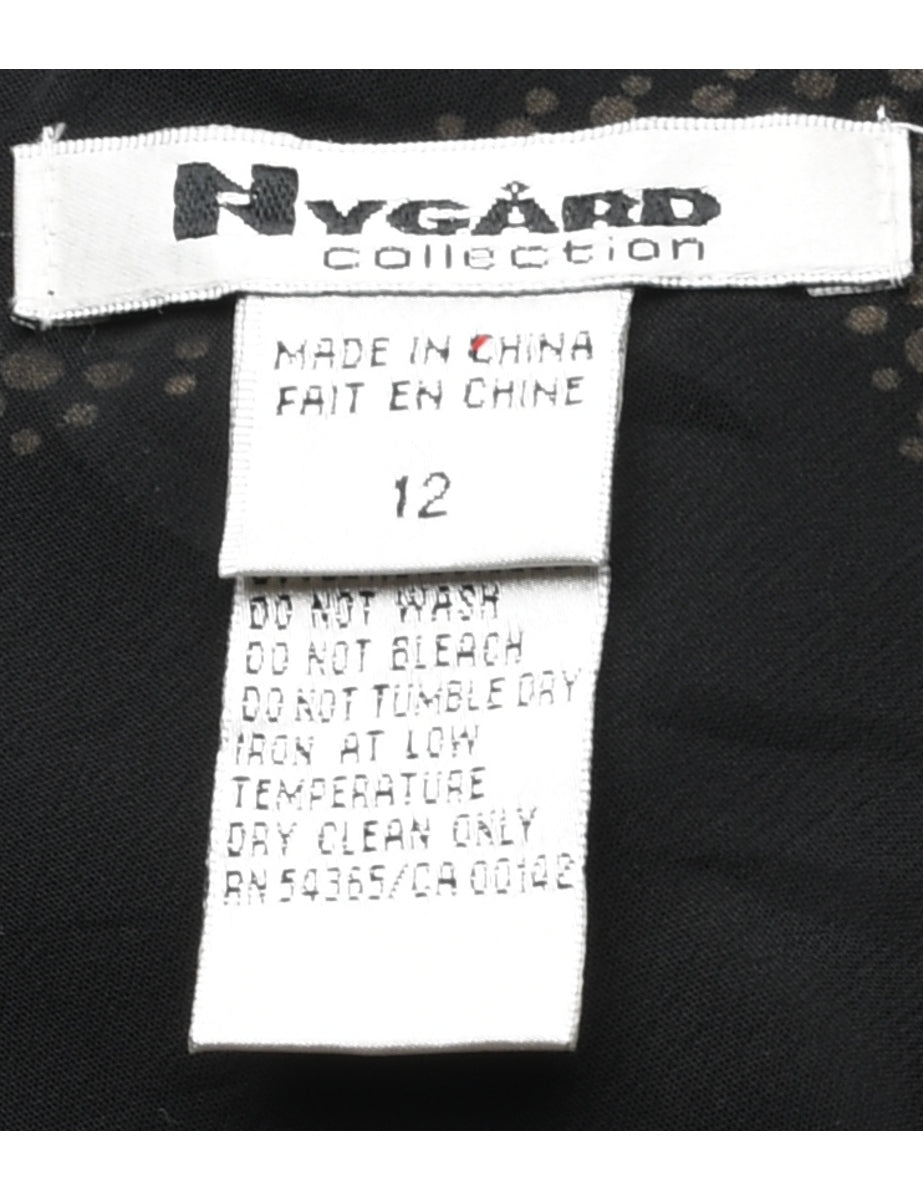 NYGÅRD
collection
MADE IN CHINA
FAIT EN CHINE
12
DO NOT WASH
DO NOT BLEACH
DO NOT TUMBLE DRY
IRON AT LOW
TEMPERATURE
DRY CLEAN ONLY
RN 54365/CA 00142